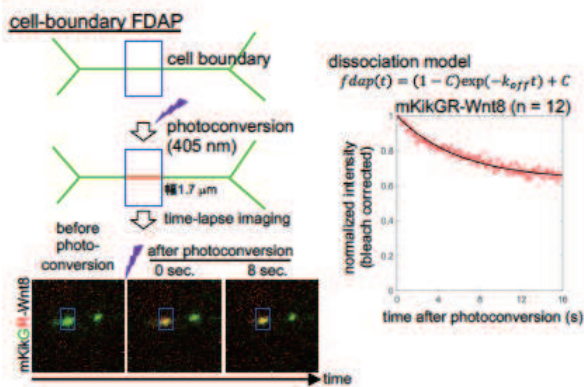 cell-boundary FDAP
cell boundary
photoconversion
(405 nm)
幅1.7 μm
time-lapse imaging
before
photo-
conversion
after photoconversion
0 sec.
8 sec.
mKikGR-Wnt8
time
dissociation model
fdap(t) = (1 − C)exp(−k_off t) + C
mKikGR-Wnt8 (n = 12)
normalized intensity
(bleach corrected)
1
0.8
0.6
0.4
0.2
0
0
4
8
12
16
time after photoconversion (s)